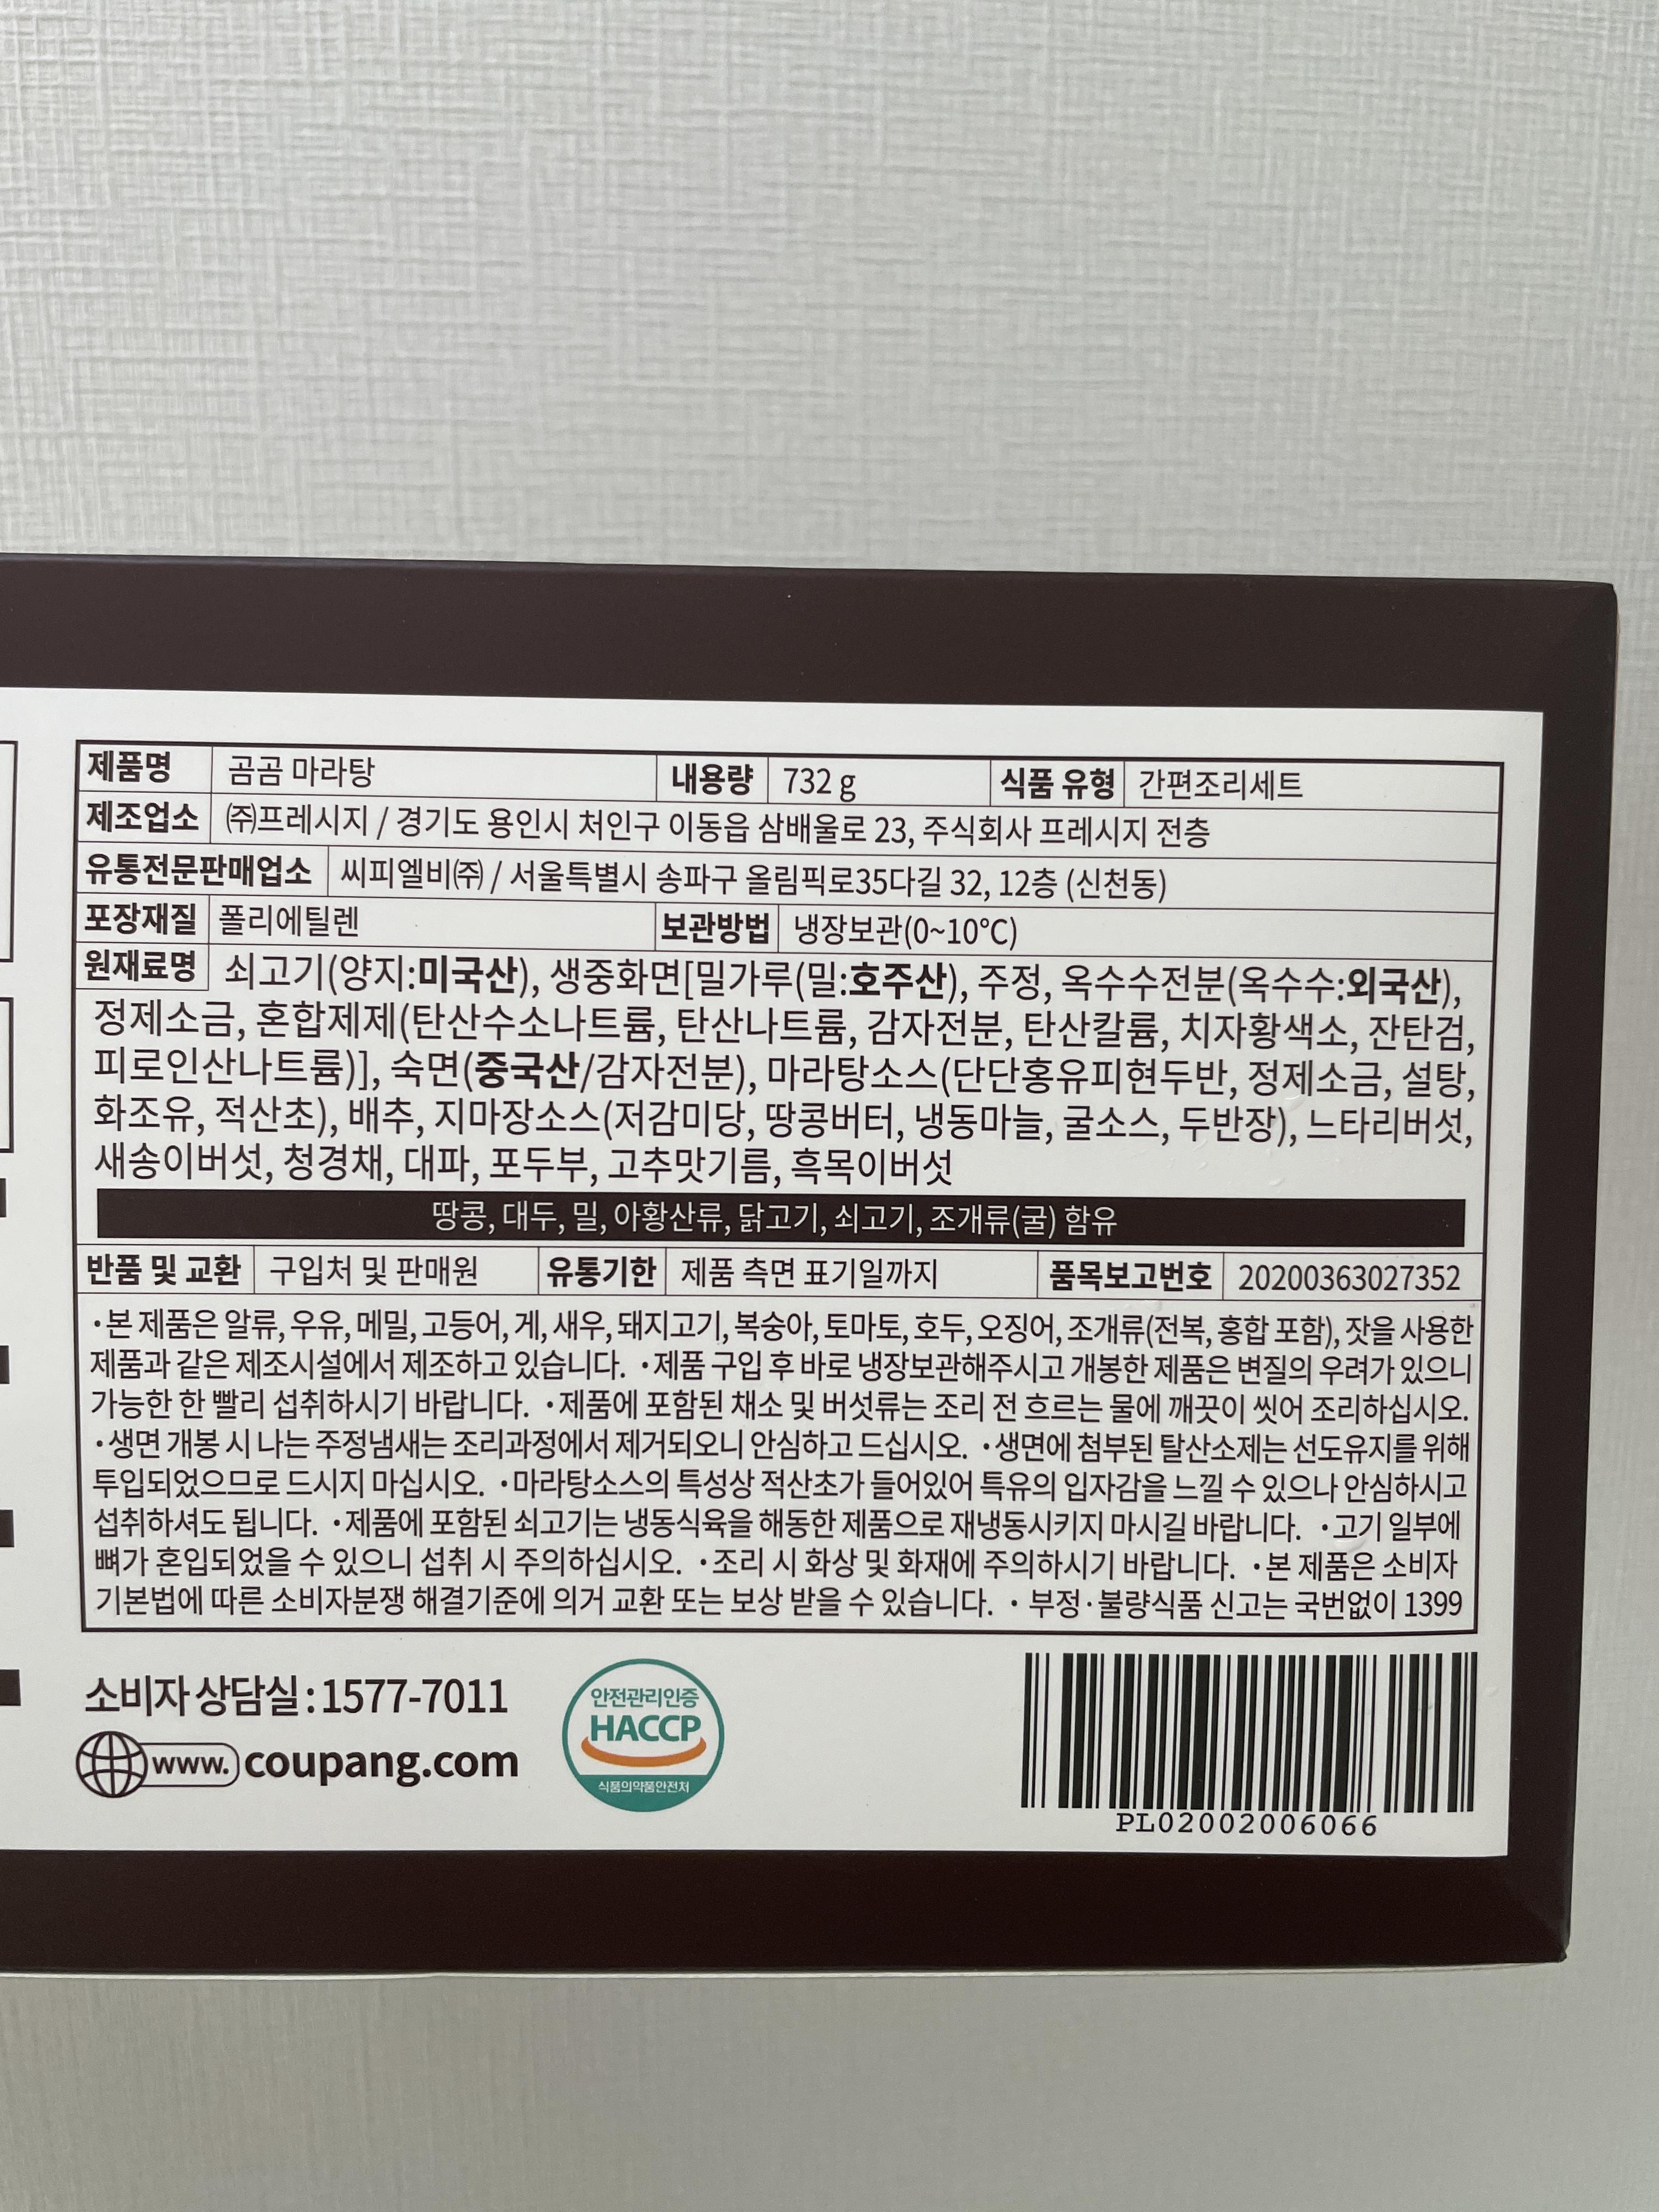 제품명 곰곰 마라탕 내용량 732 g 식품 유형 간편조리세트
제조업소 ㈜프레시지 / 경기도 용인시 처인구 이동읍 삼배울로 23, 주식회사 프레시지 전층
유통전문판매업소 씨피엘비㈜ / 서울특별시 송파구 올림픽로35다길 32, 12층 (신천동)
포장재질 폴리에틸렌 보관방법 냉장보관(0~10℃)
원재료명 쇠고기(양지:미국산), 생중화면[밀가루(밀:호주산), 주정, 옥수수전분(옥수수:외국산),
정제소금, 혼합제제(탄산수소나트륨, 탄산나트륨, 감자전분, 탄산칼륨, 치자황색소, 잔탄검,
피로인산나트륨)], 숙면(중국산/감자전분), 마라탕소스(단단홍유피현두반, 정제소금, 설탕,
화조유, 적산초), 배추, 지마장소스(저감미당, 땅콩버터, 냉동마늘, 굴소스, 두반장), 느타리버섯,
새송이버섯, 청경채, 대파, 포두부, 고추맛기름, 흑목이버섯
땅콩, 대두, 밀, 아황산류, 닭고기, 쇠고기, 조개류(굴) 함유
반품 및 교환 구입처 및 판매원 유통기한 제품 측면 표기일까지 품목보고번호 20200363027352
•본 제품은 알류, 우유, 메밀, 고등어, 게, 새우, 돼지고기, 복숭아, 토마토, 호두, 오징어, 조개류(전복, 홍합 포함), 잣을 사용한
제품과 같은 제조시설에서 제조하고 있습니다. •제품 구입 후 바로 냉장보관해주시고 개봉한 제품은 변질의 우려가 있으니
가능한 한 빨리 섭취하시기 바랍니다. •제품에 포함된 채소 및 버섯류는 조리 전 흐르는 물에 깨끗이 씻어 조리하십시오.
•생면 개봉 시 나는 주정냄새는 조리과정에서 제거되오니 안심하고 드십시오. •생면에 첨부된 탈산소제는 선도유지를 위해
투입되었으므로 드시지 마십시오. •마라탕소스의 특성상 적산초가 들어있어 특유의 입자감을 느낄 수 있으나 안심하시고
섭취하셔도 됩니다. •제품에 포함된 쇠고기는 냉동식육을 해동한 제품으로 재냉동시키지 마시길 바랍니다. •고기 일부에
뼈가 혼입되었을 수 있으니 섭취 시 주의하십시오. •조리 시 화상 및 화재에 주의하시기 바랍니다. •본 제품은 소비자
기본법에 따른 소비자분쟁 해결기준에 의거 교환 또는 보상 받을 수 있습니다. • 부정·불량식품 신고는 국번없이 1399
소비자 상담실 : 1577-7011
www. coupang.com
안전관리인증
HACCP
식품의약품안전처
PL02002006066